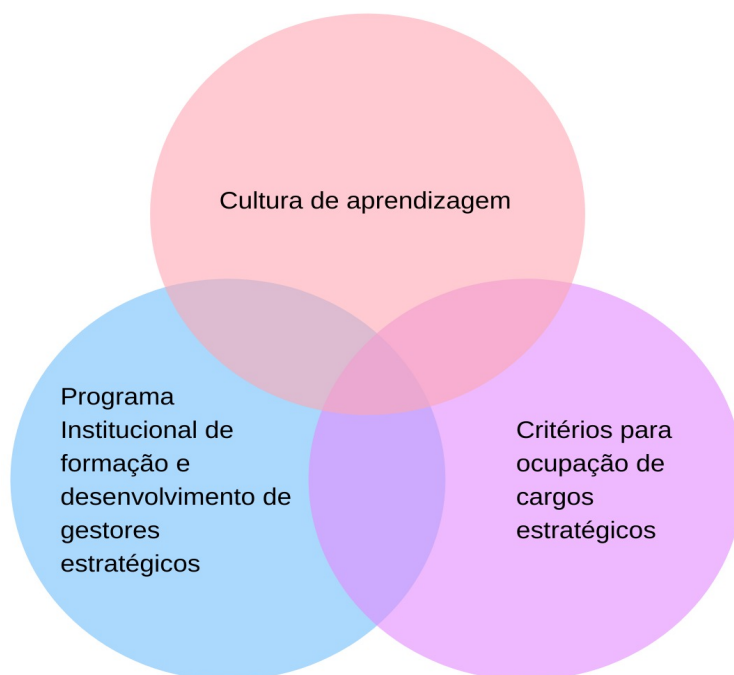 Cultura de aprendizagem
Programa
Institucional de
formação e
desenvolvimento de
gestores
estratégicos
Critérios para
ocupação de
cargos
estratégicos